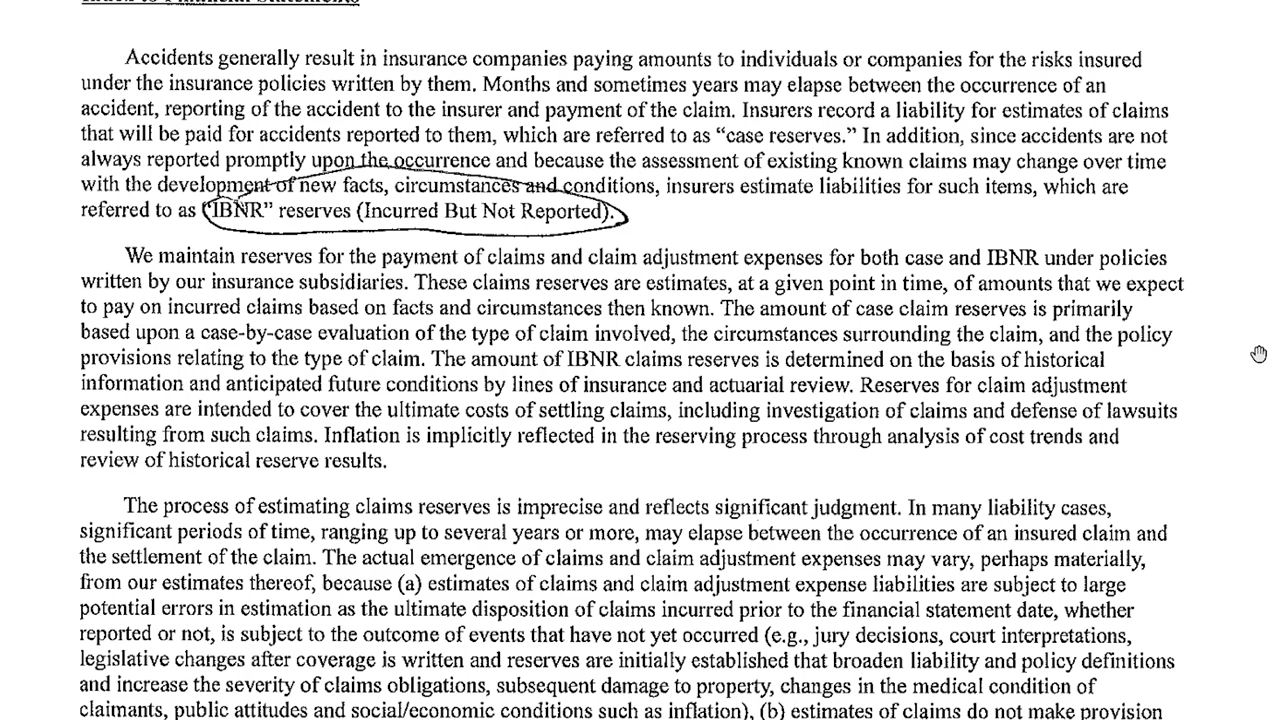 Index to Financial Statements
Accidents generally result in insurance companies paying amounts to individuals or companies for the risks insured
under the insurance policies written by them. Months and sometimes years may elapse between the occurrence of an
accident, reporting of the accident to the insurer and payment of the claim. Insurers record a liability for estimates of claims
that will be paid for accidents reported to them, which are referred to as “case reserves.” In addition, since accidents are not
always reported promptly upon the occurrence and because the assessment of existing known claims may change over time
with the development of new facts, circumstances and conditions, insurers estimate liabilities for such items, which are
referred to as “IBNR” reserves (Incurred But Not Reported).
We maintain reserves for the payment of claims and claim adjustment expenses for both case and IBNR under policies
written by our insurance subsidiaries. These claims reserves are estimates, at a given point in time, of amounts that we expect
to pay on incurred claims based on facts and circumstances then known. The amount of case claim reserves is primarily
based upon a case-by-case evaluation of the type of claim involved, the circumstances surrounding the claim, and the policy
provisions relating to the type of claim. The amount of IBNR claims reserves is determined on the basis of historical
information and anticipated future conditions by lines of insurance and actuarial review. Reserves for claim adjustment
expenses are intended to cover the ultimate costs of settling claims, including investigation of claims and defense of lawsuits
resulting from such claims. Inflation is implicitly reflected in the reserving process through analysis of cost trends and
review of historical reserve results.
The process of estimating claims reserves is imprecise and reflects significant judgment. In many liability cases,
significant periods of time, ranging up to several years or more, may elapse between the occurrence of an insured claim and
the settlement of the claim. The actual emergence of claims and claim adjustment expenses may vary, perhaps materially,
from our estimates thereof, because (a) estimates of claims and claim adjustment expense liabilities are subject to large
potential errors in estimation as the ultimate disposition of claims incurred prior to the financial statement date, whether
reported or not, is subject to the outcome of events that have not yet occurred (e.g., jury decisions, court interpretations,
legislative changes after coverage is written and reserves are initially established that broaden liability and policy definitions
and increase the severity of claims obligations, subsequent damage to property, changes in the medical condition of
claimants, public attitudes and social/economic conditions such as inflation), (b) estimates of claims do not make provision